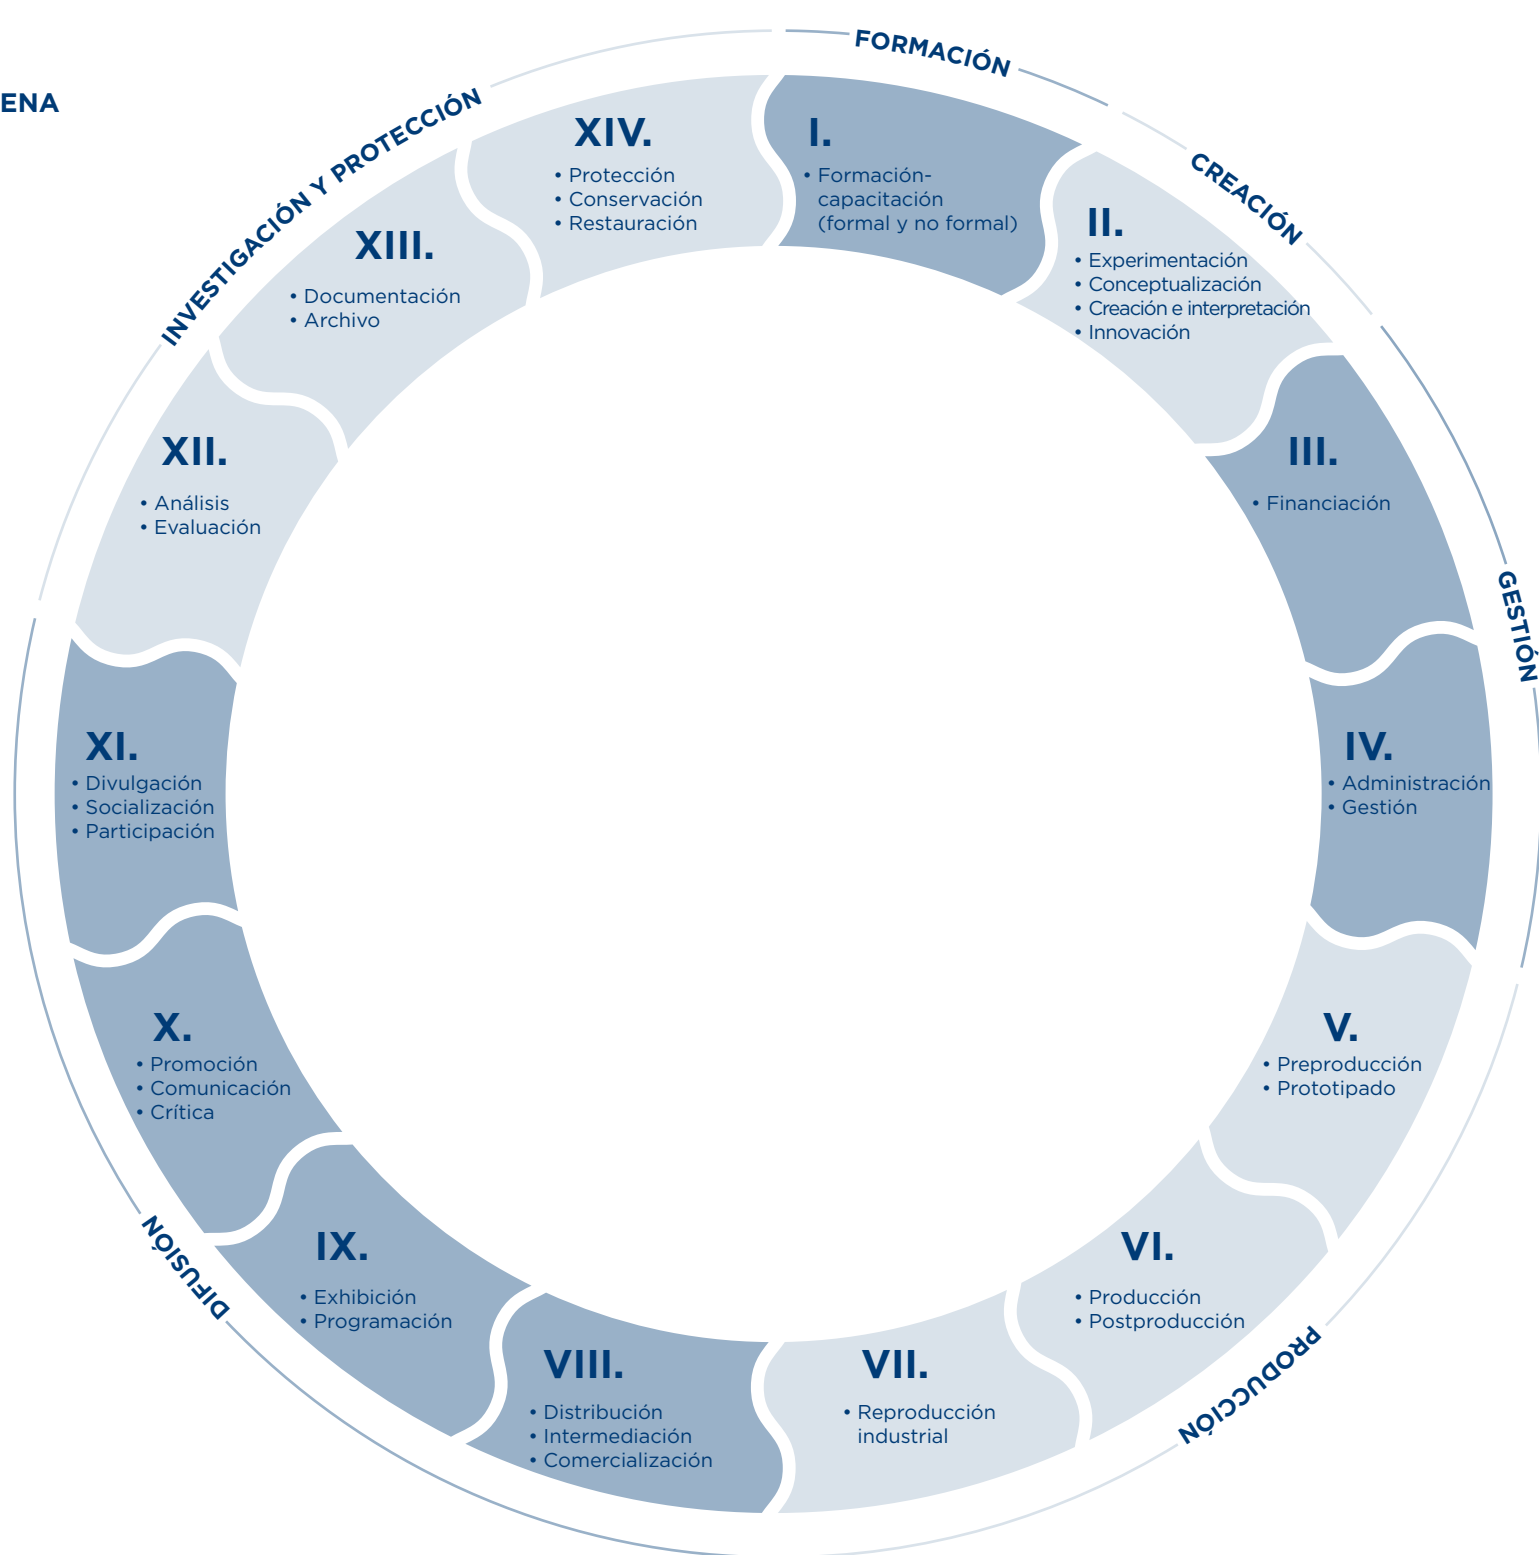 ENA
FORMACIÓN
CREACIÓN
GESTIÓN
PRODUCCIÓN
DIFUSIÓN
INVESTIGACIÓN Y PROTECCIÓN
I.
• Formación-
capacitación
(formal y no formal)
II.
• Experimentación
• Conceptualización
• Creación e interpretación
• Innovación
III.
• Financiación
IV.
• Administración
• Gestión
V.
• Preproducción
• Prototipado
VI.
• Producción
• Postproducción
VII.
• Reproducción
industrial
VIII.
• Distribución
• Intermediación
• Comercialización
IX.
• Exhibición
• Programación
X.
• Promoción
• Comunicación
• Crítica
XI.
• Divulgación
• Socialización
• Participación
XII.
• Análisis
• Evaluación
XIII.
• Documentación
• Archivo
XIV.
• Protección
• Conservación
• Restauración